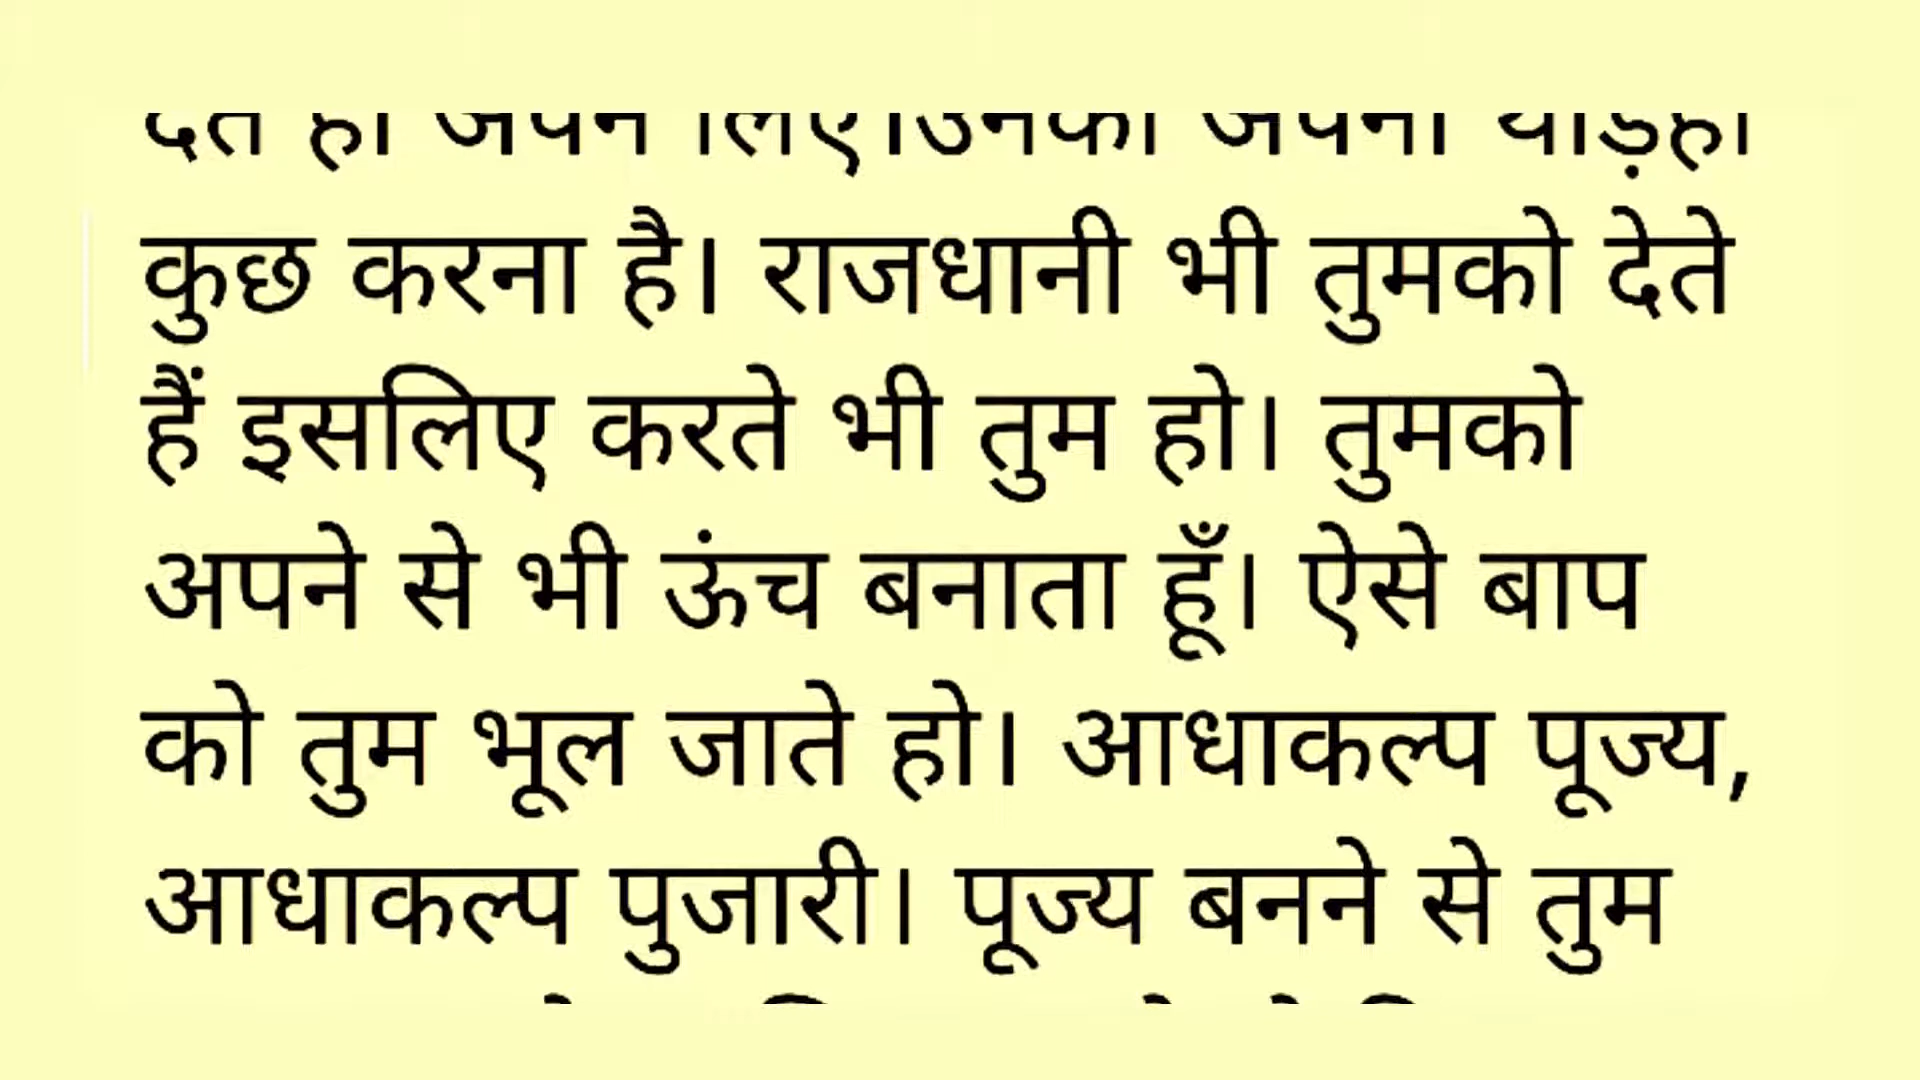 कुछ करना है। राजधानी भी तुमको देते
हैं इसलिए करते भी तुम हो। तुमको
अपने से भी ऊंच बनाता हूँ। ऐसे बाप
को तुम भूल जाते हो। आधाकल्प पूज्य,
आधाकल्प पुजारी। पूज्य बनने से तुम